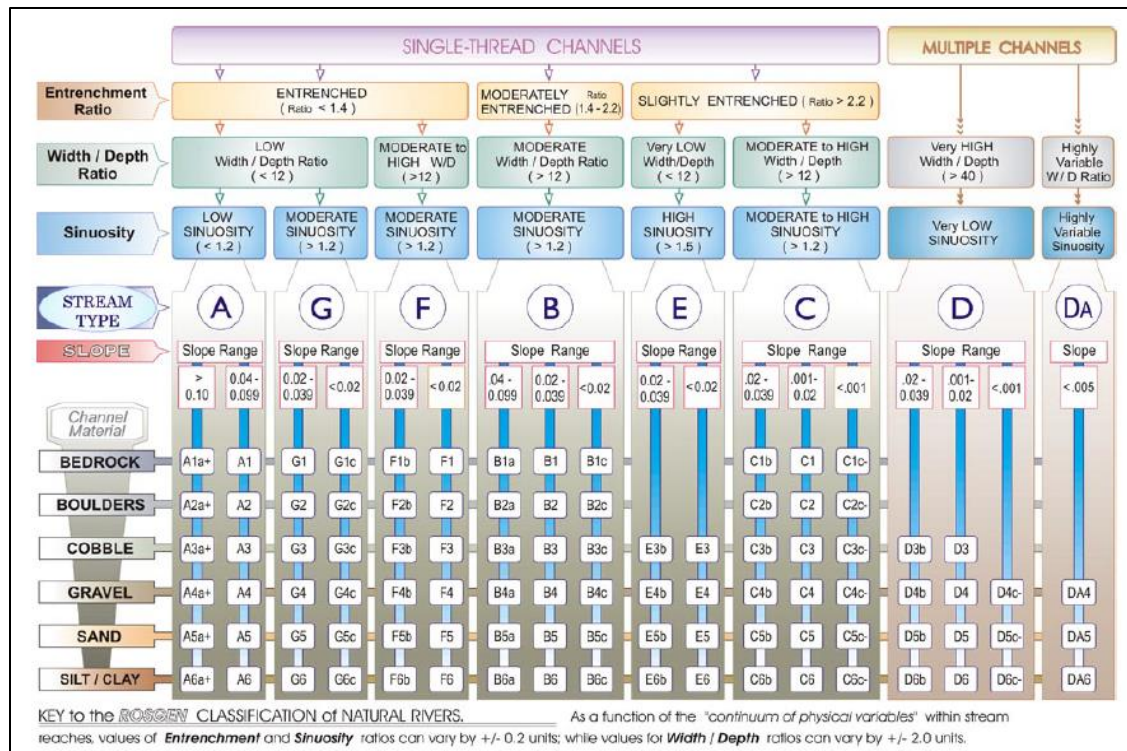 SINGLE-THREAD CHANNELS
MULTIPLE CHANNELS
Entrenchment
Ratio
ENTRENCHED
( Ratio < 1.4 )
MODERATELY Ratio
ENTRENCHED (1.4 - 2.2)
SLIGHTLY ENTRENCHED ( Ratio > 2.2 )
Width / Depth
Ratio
LOW
Width / Depth Ratio
( < 12 )
MODERATE TO
HIGH W/D
( >12 )
MODERATE
Width / Depth Ratio
( > 12 )
Very LOW
Width/Depth
( < 12 )
MODERATE to HIGH
Width / Depth
( > 12 )
Very HIGH
Width / Depth
( > 40 )
Highly
Variable
W / D Ratio
Sinuosity
LOW
SINUOSITY
( < 1.2 )
MODERATE
SINUOSITY
( > 1.2 )
MODERATE
SINUOSITY
( > 1.2 )
MODERATE
SINUOSITY
( > 1.2 )
HIGH
SINUOSITY
( > 1.5 )
MODERATE to HIGH
SINUOSITY
( > 1.2 )
Very LOW
SINUOSITY
Highly
Variable
Sinuosity
STREAM
TYPE
A G F B E C D DA
SLOPE
Slope Range Slope Range Slope Range Slope Range Slope Range Slope Range Slope Range Slope
> 0.10
0.04 - 0.099
0.02 - 0.039
<0.02
0.02 - 0.039
<0.02
.04 - 0.099
0.02 - 0.039
<0.02
0.02 - 0.039
<0.02
.02 - 0.039
.001- 0.02
<.001
.02 - 0.039
.001- 0.02
<.001
<.005
Channel
Material
BEDROCK A1a+ A1 G1 G1c F1b F1 B1a B1 B1c C1b C1 C1c-
BOULDERS A2a+ A2 G2 G2c F2b F2 B2a B2 B2c C2b C2 C2c-
COBBLE A3a+ A3 G3 G3c F3b F3 B3a B3 B3c E3b E3 C3b C3 C3c- D3b D3
GRAVEL A4a+ A4 G4 G4c F4b F4 B4a B4 B4c E4b E4 C4b C4 C4c- D4b D4 D4c- DA4
SAND A5a+ A5 G5 G5c F5b F5 B5a B5 B5c E5b E5 C5b C5 C5c- D5b D5 D5c- DA5
SILT / CLAY A6a+ A6 G6 G6c F6b F6 B6a B6 B6c E6b E6 C6b C6 C6c- D6b D6 D6c- DA6
KEY to the ROSGEN CLASSIFICATION of NATURAL RIVERS. As a function of the "continuum of physical variables" within stream
reaches, values of Entrenchment and Sinuosity ratios can vary by +/- 0.2 units; while values for Width / Depth ratios can vary by +/- 2.0 units.